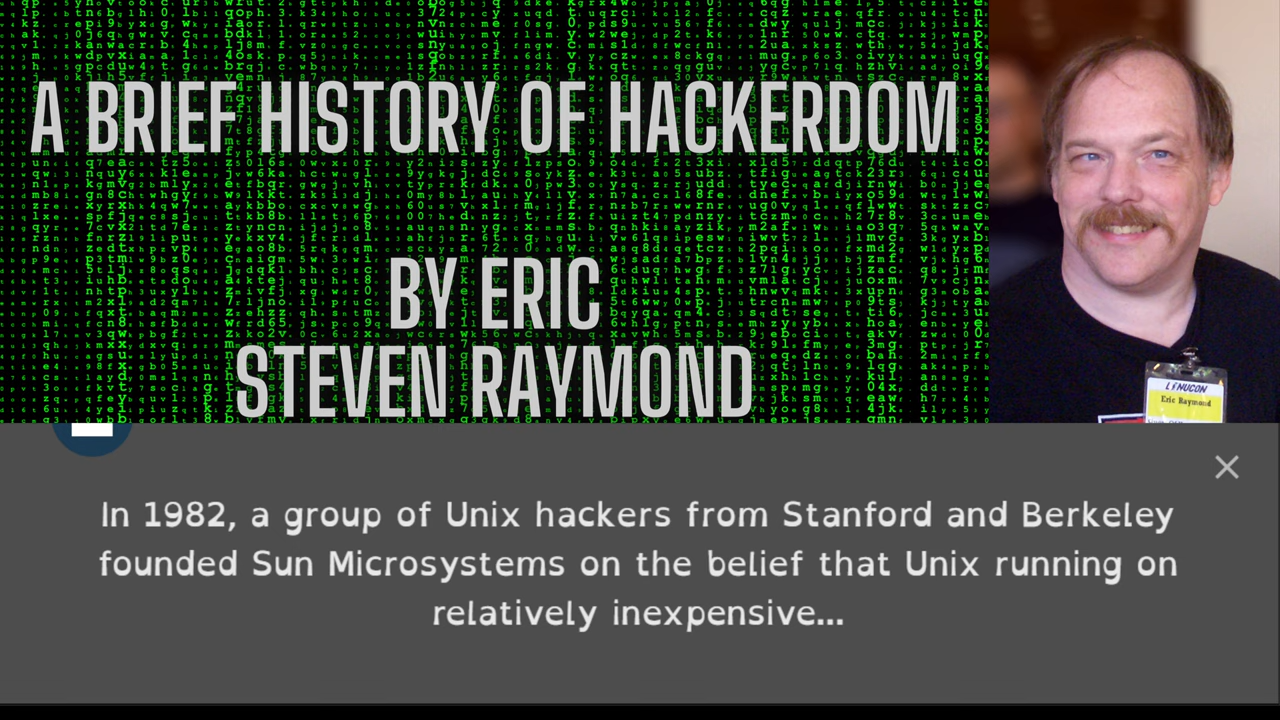 A BRIEF HISTORY OF HACKERDOM
BY ERIC
STEVEN RAYMOND
LINUCON
Eric Raymond
In 1982, a group of Unix hackers from Stanford and Berkeley
founded Sun Microsystems on the belief that Unix running on
relatively inexpensive...